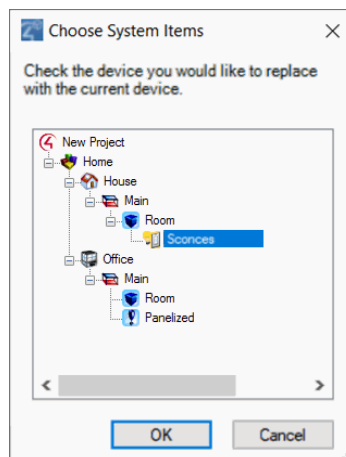 Choose System Items
Check the device you would like to replace
with the current device.
New Project
Home
House
Main
Room
Sconces
Office
Main
Room
Panelized
OK
Cancel